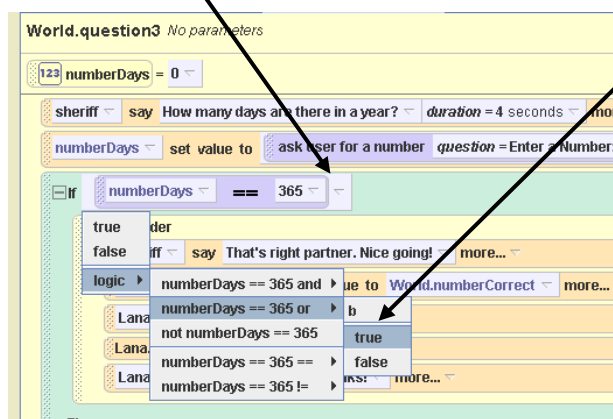 World.question3 No parameters
123 numberDays = 0
sheriff say How many days are there in a year? duration = 4 seconds
numberDays set value to ask user for a number question = Enter a Number:
If numberDays == 365
true
false
logic
say That's right partner. Nice going! more...
numberDays == 365 and
ue to World.numberCorrect more...
numberDays == 365 or
b
Lana
not numberDays == 365
true
Lana.
numberDays == 365 ==
false
Lana
numberDays == 365 !=
more...